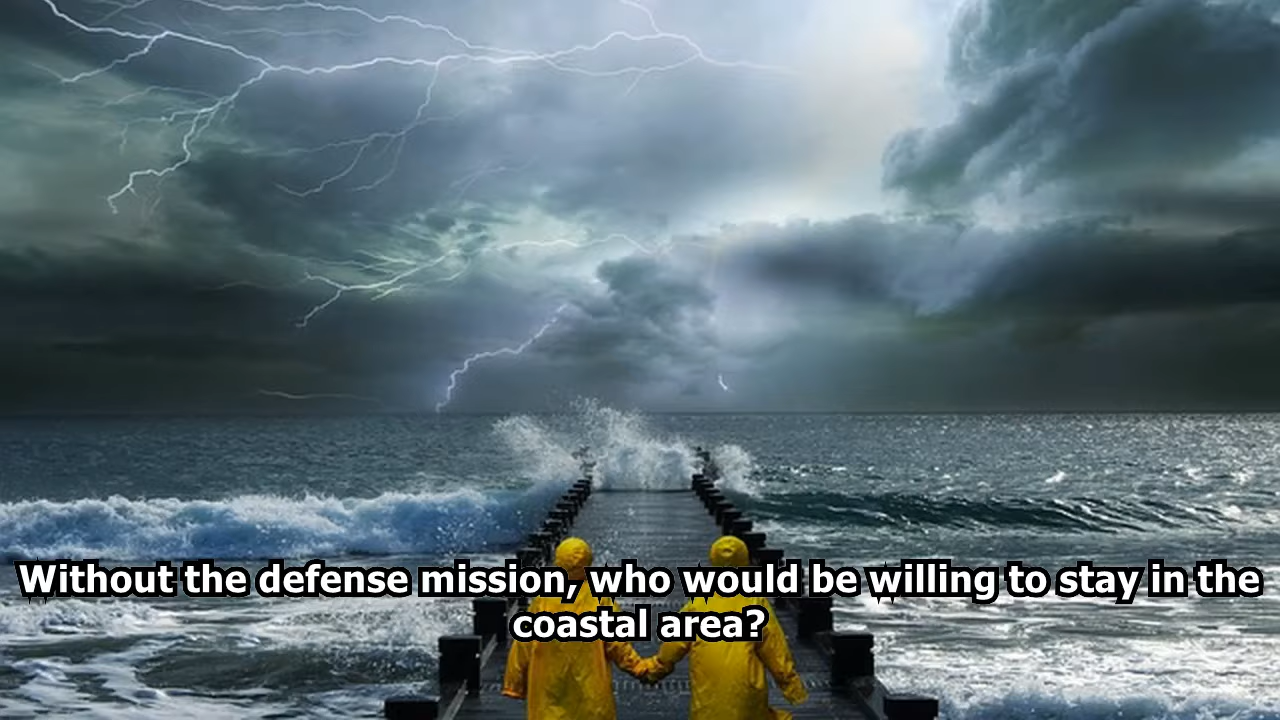 Without the defense mission, who would be willing to stay in the
coastal area?